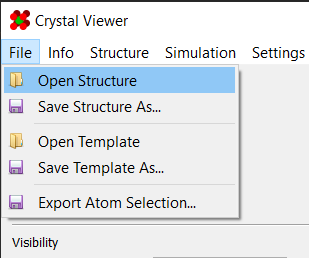 Crystal Viewer
File Info Structure Simulation Settings
Open Structure
Save Structure As...
Open Template
Save Template As...
Export Atom Selection...
Visibility